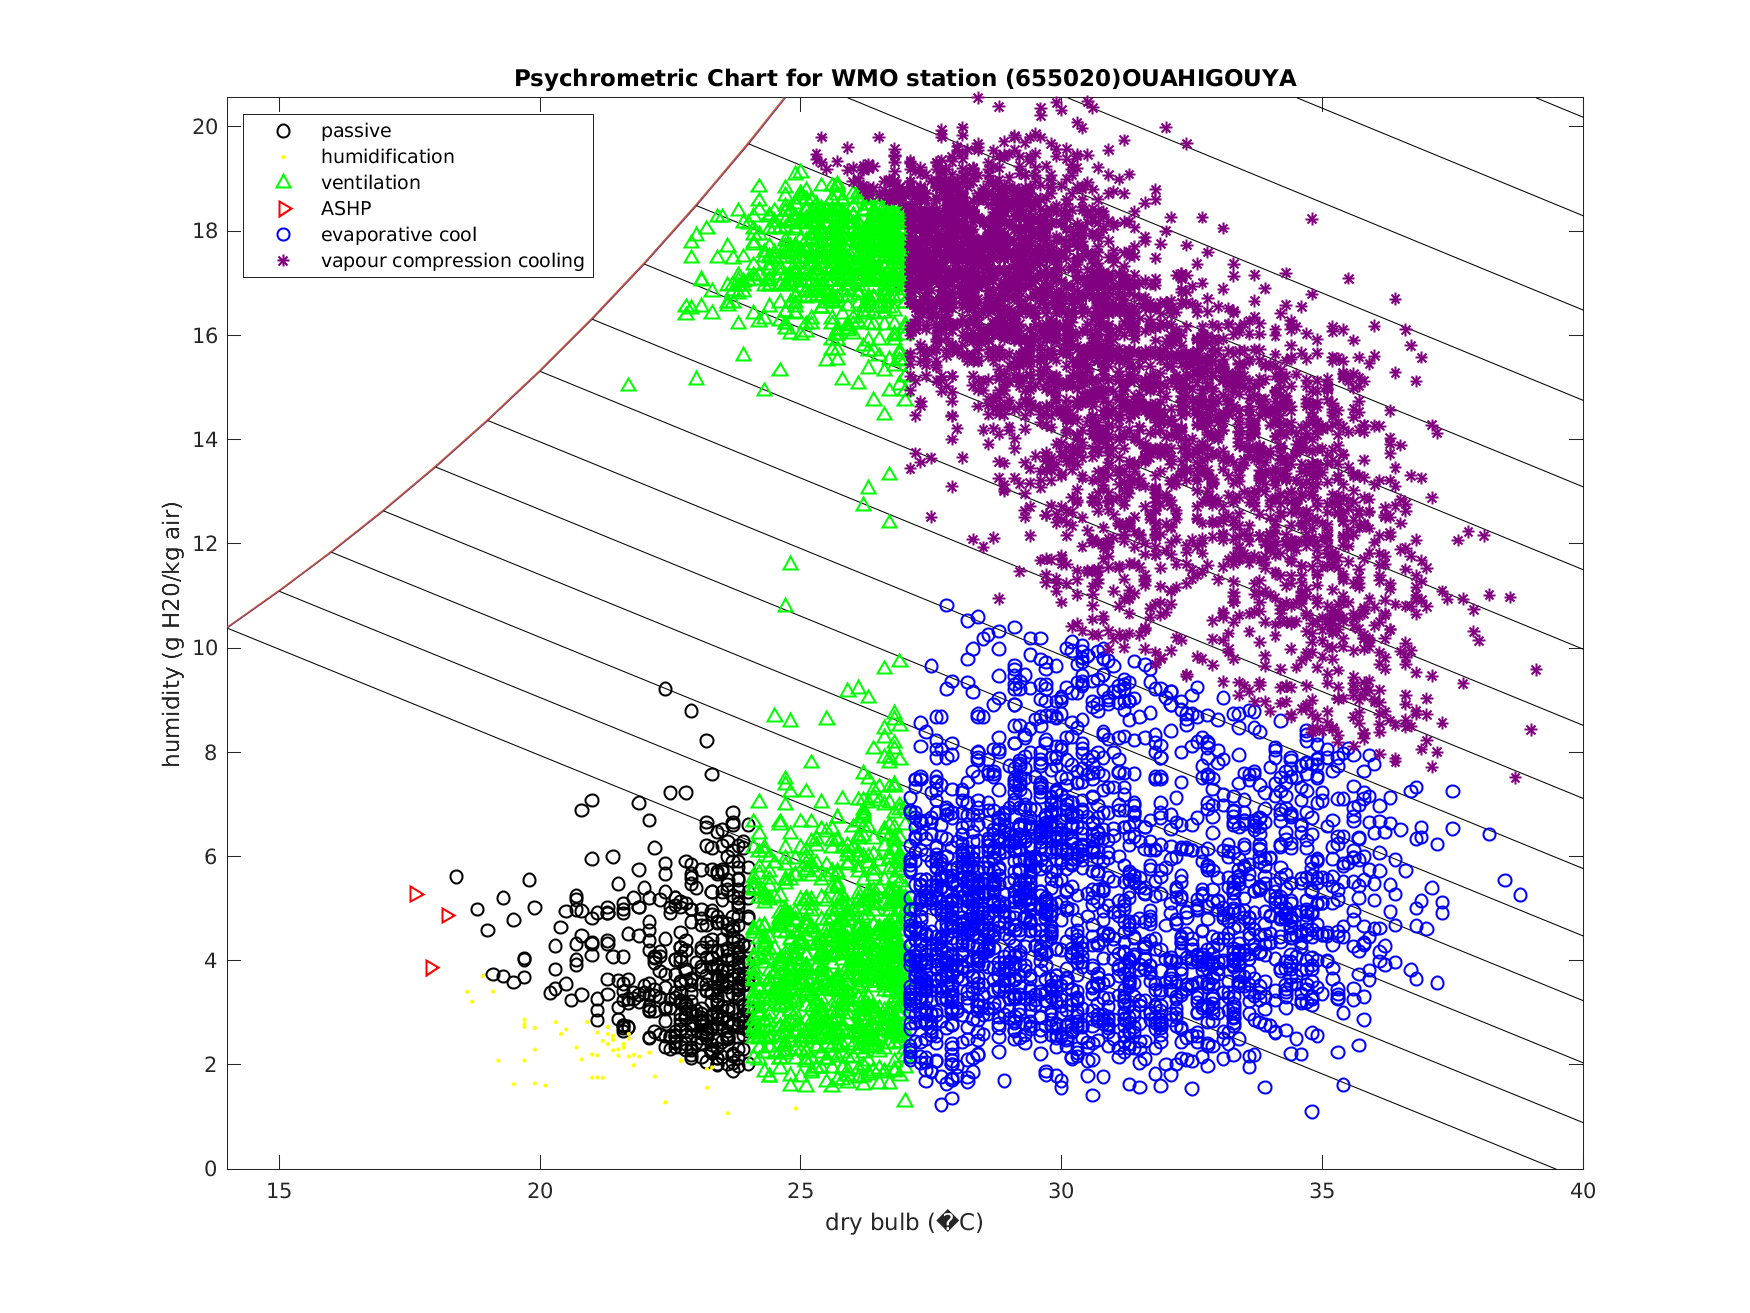 Psychrometric Chart for WMO station (655020)OUAHIGOUYA
passive
humidification
ventilation
ASHP
evaporative cool
vapour compression cooling
20
18
16
14
12
10
8
6
4
2
0
humidity (g H20/kg air)
15 20 25 30 35 40
dry bulb (�C)